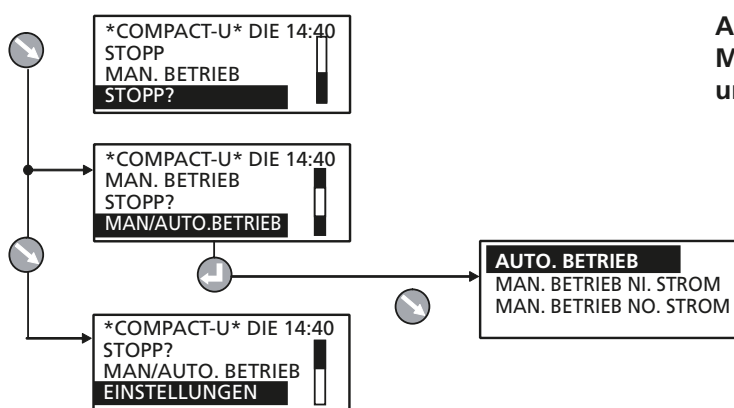 *COMPACT-U* DIE 14:40
STOPP
MAN. BETRIEB
STOPP?
*COMPACT-U* DIE 14:40
MAN. BETRIEB
STOPP?
MAN/AUTO.BETRIEB
AUTO. BETRIEB
MAN. BETRIEB NI. STROM
MAN. BETRIEB NO. STROM
*COMPACT-U* DIE 14:40
STOPP?
MAN/AUTO. BETRIEB
EINSTELLUNGEN